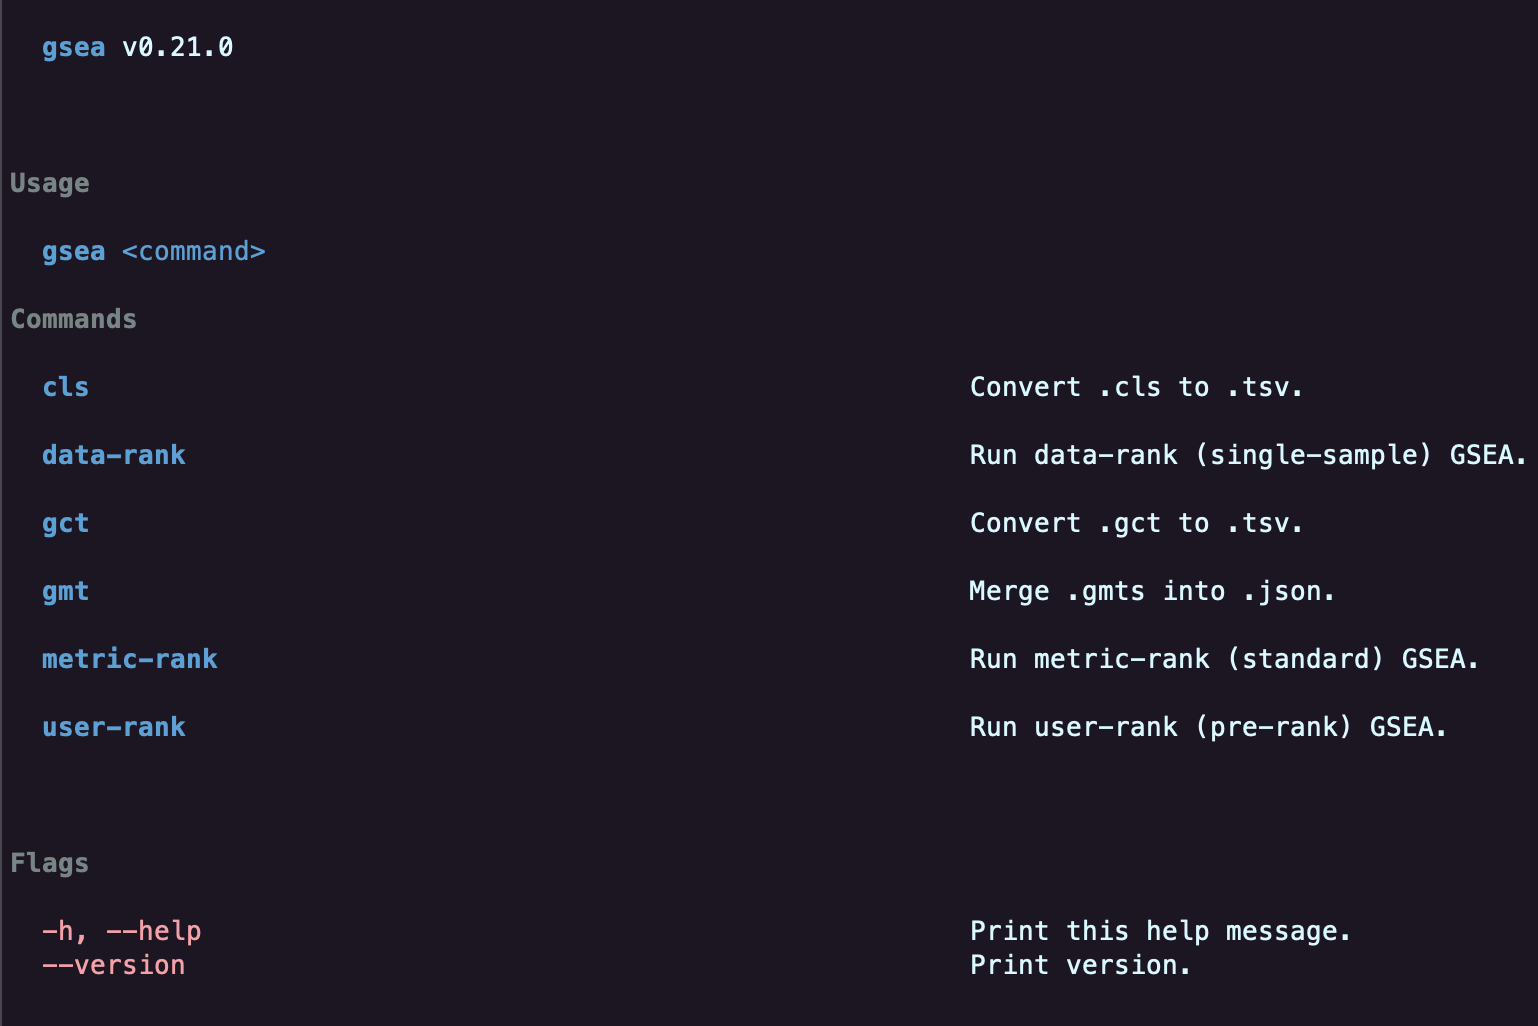 gsea v0.21.0
Usage
gsea <command>
Commands
cls Convert .cls to .tsv.
data-rank Run data-rank (single-sample) GSEA.
gct Convert .gct to .tsv.
gmt Merge .gmts into .json.
metric-rank Run metric-rank (standard) GSEA.
user-rank Run user-rank (pre-rank) GSEA.
Flags
-h, --help Print this help message.
--version Print version.